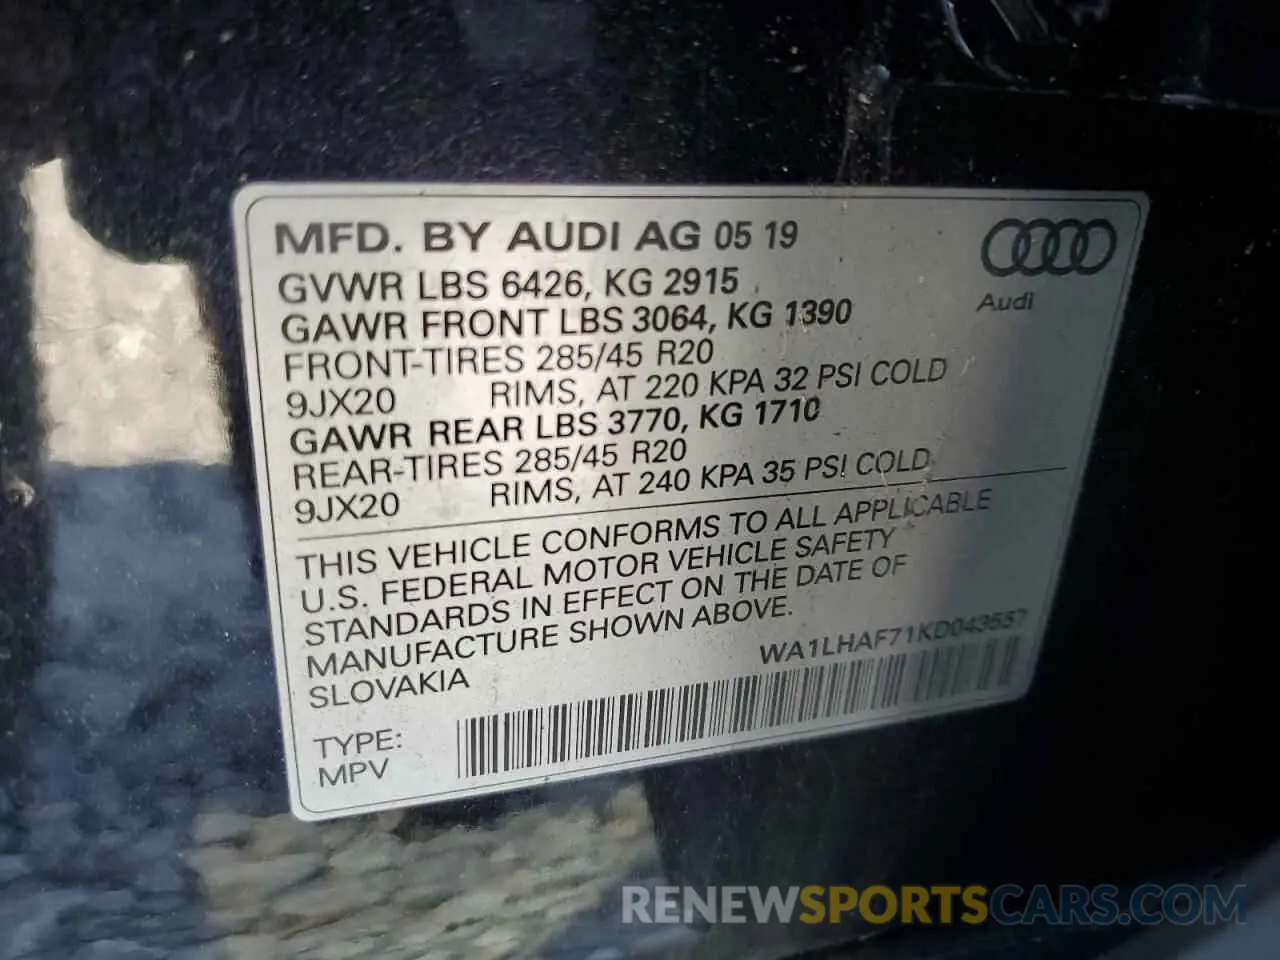 MFD. BY AUDI AG 05 19
GVWR LBS 6426, KG 2915
GAWR FRONT LBS 3064, KG 1390
FRONT-TIRES 285/45 R20
9JX20 RIMS, AT 220 KPA 32 PSI COLD
GAWR REAR LBS 3770, KG 1710
REAR-TIRES 285/45 R20
9JX20 RIMS, AT 240 KPA 35 PSI COLD
Audi
THIS VEHICLE CONFORMS TO ALL APPLICABLE
U.S. FEDERAL MOTOR VEHICLE SAFETY
STANDARDS IN EFFECT ON THE DATE OF
MANUFACTURE SHOWN ABOVE.
SLOVAKIA
TYPE:
MPV
RENEWSPORTSCARS.COM